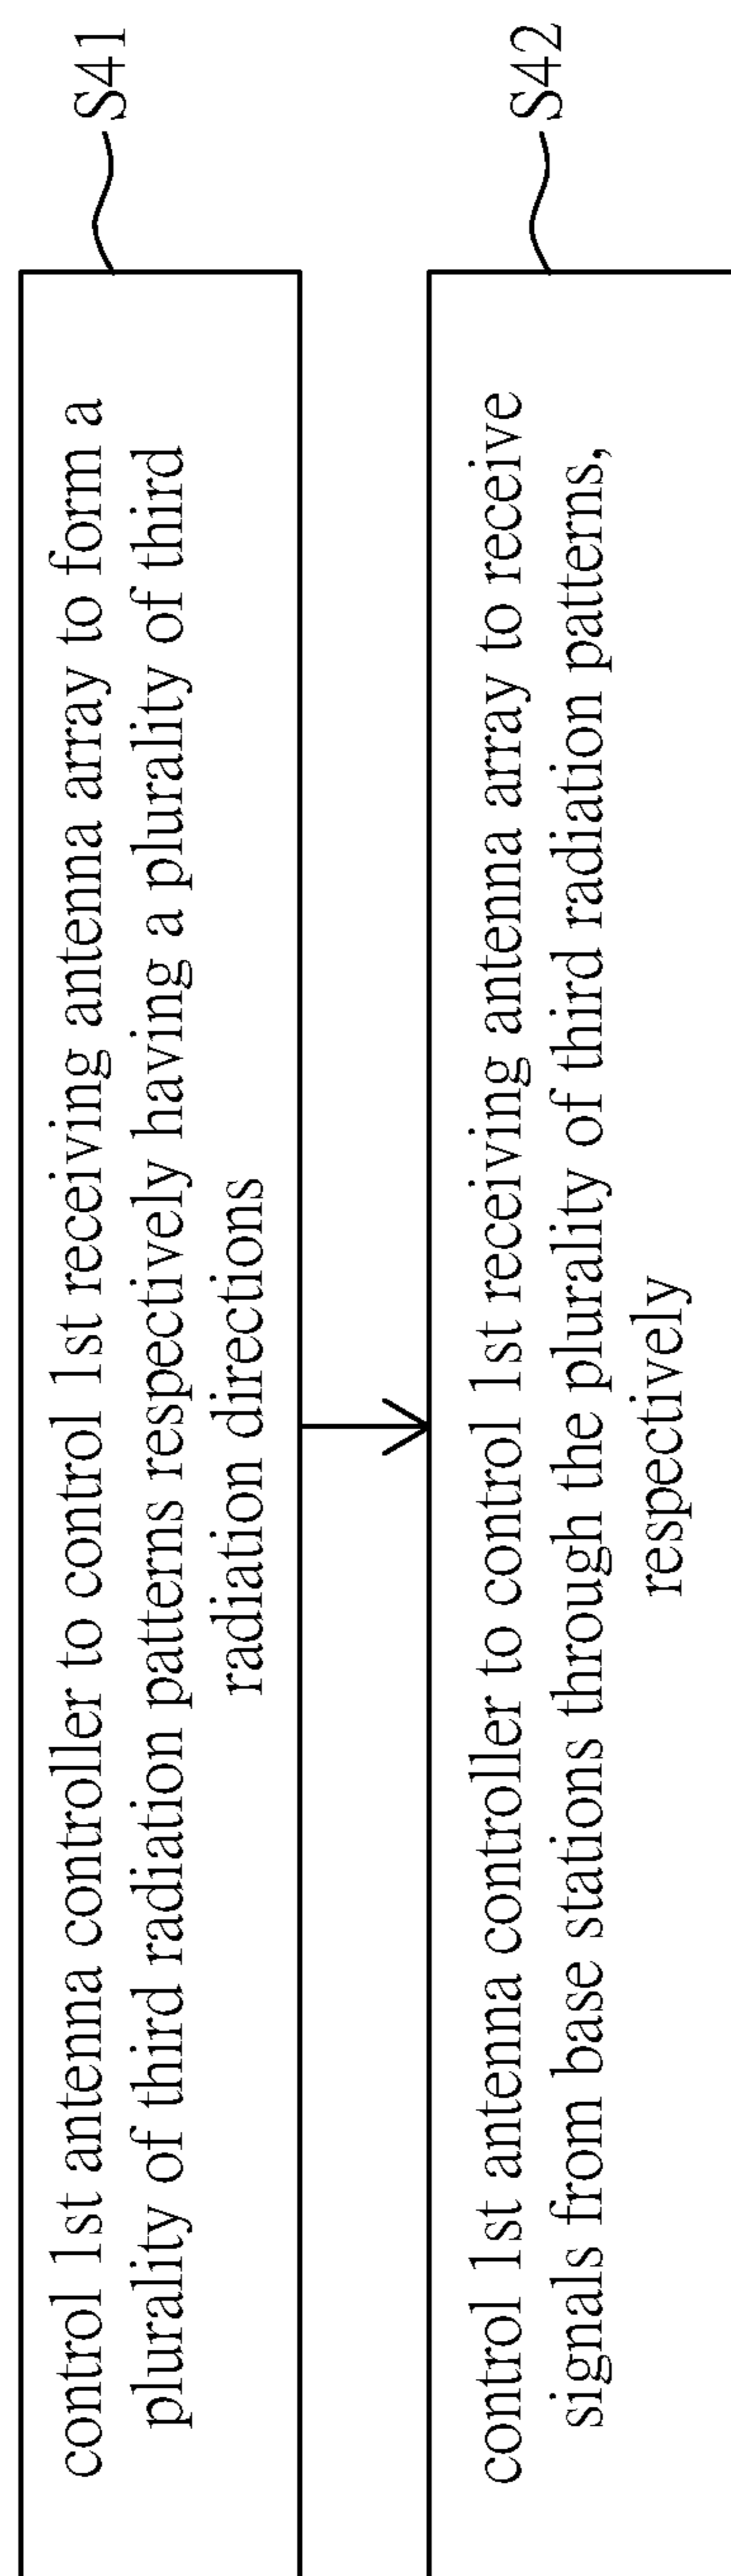 control 1st antenna controller to control 1st receiving antenna array to form a
plurality of third radiation patterns respectively having a plurality of third
radiation directions
S41
control 1st antenna controller to control 1st receiving antenna array to receive
signals from base stations through the plurality of third radiation patterns,
respectively
S42